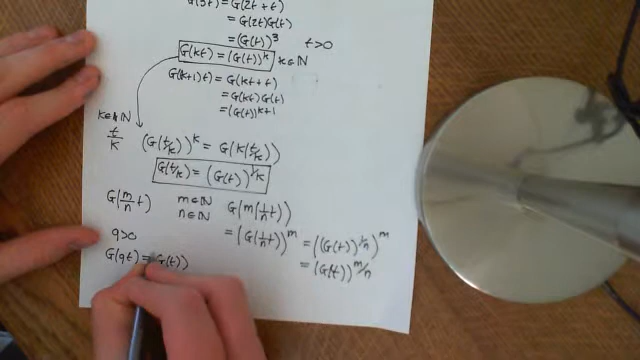 G(3t) = G(2t + t)
= G(2t)G(t)
= (G(t))³
t>0
G(kt) = (G(t))^k k∈ℕ
G((k+1)t) = G(kt+t)
= G(kt)G(t)
= (G(t))^{k+1}
k∈ℕ
t/k (G(t/k))^k = G(k(t/k))
G(t/k) = (G(t))^{1/k}
G(m/n t) m∈ℕ G(m(1/n t))
n∈ℕ
= (G(1/n t))^m = ((G(t))^{1/n})^m
= (G(t))^{m/n}
q>0
G(qt) = G(t))